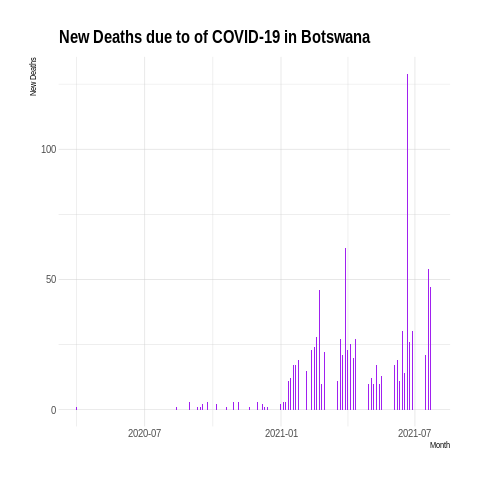 New Deaths due to of COVID-19 in Botswana
New Deaths
100
50
0
2020-07
2021-01
2021-07
Month